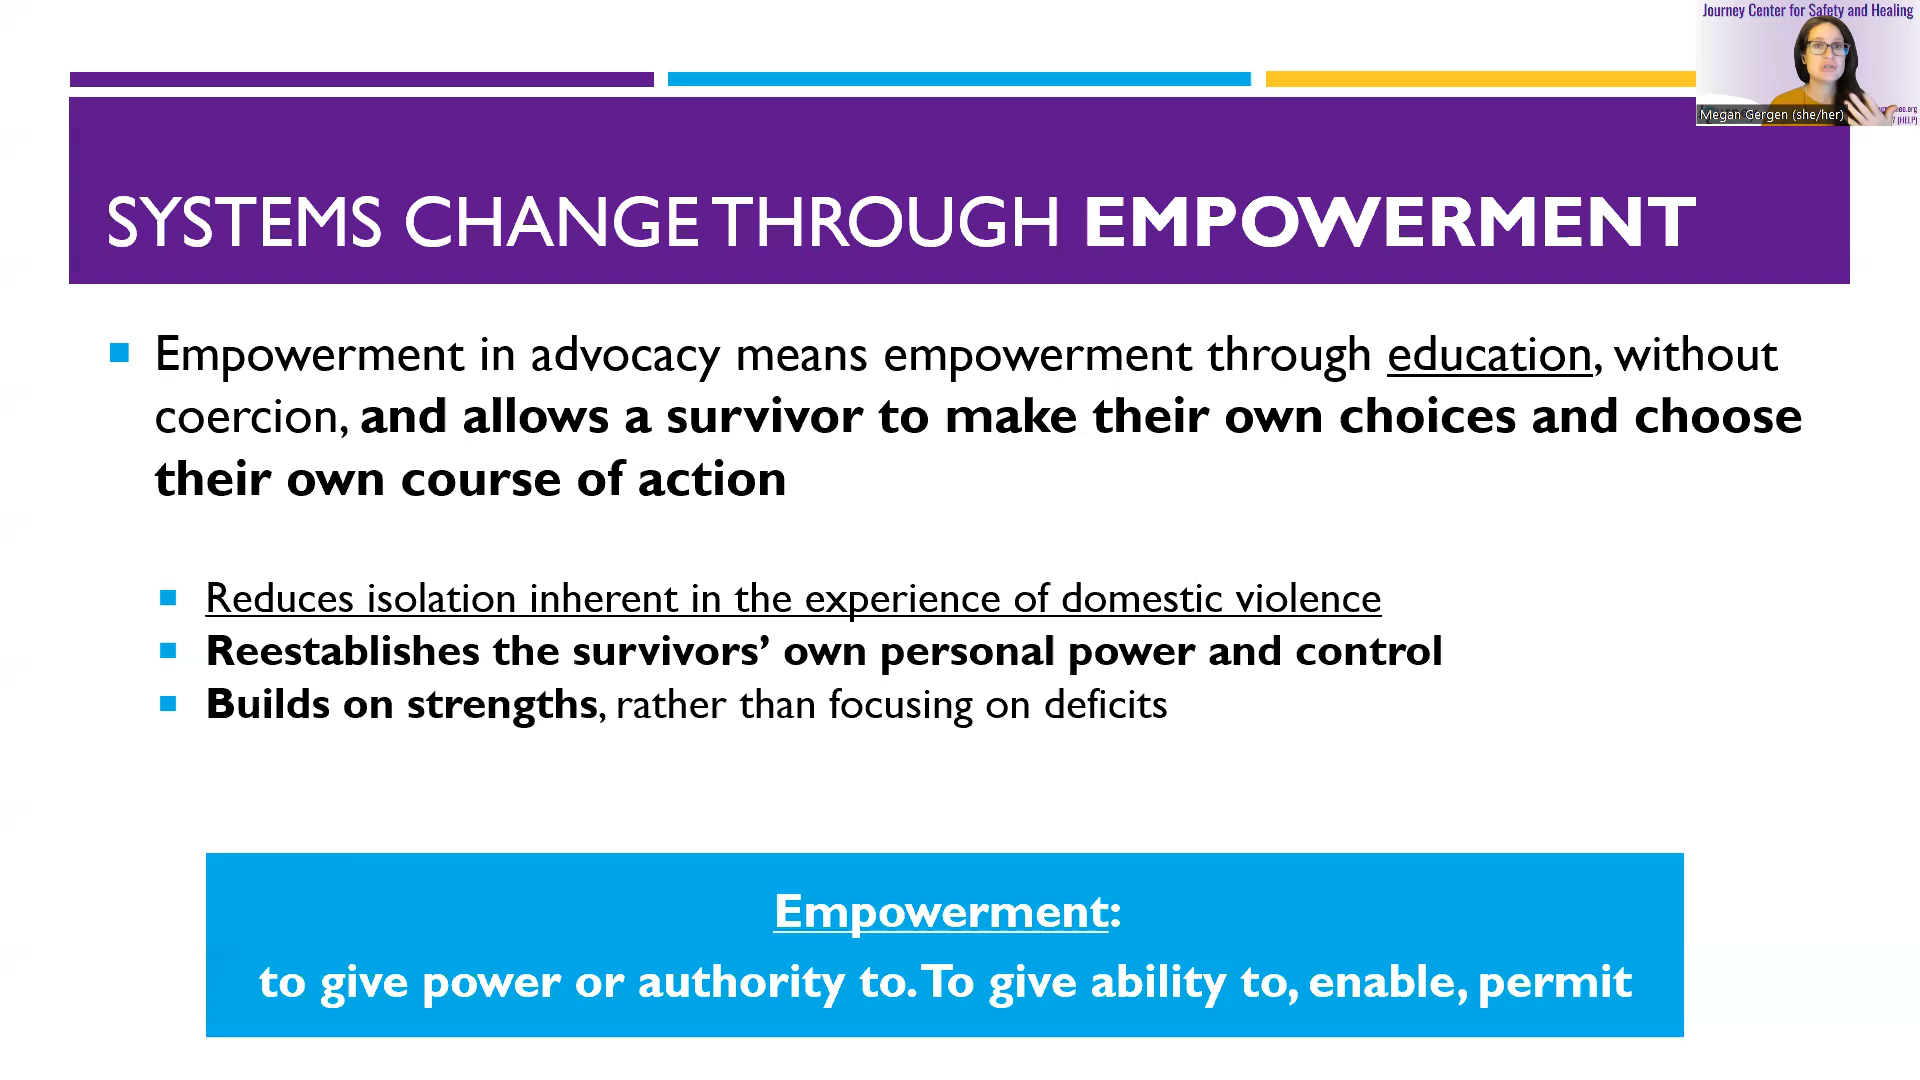 Journey Center for Safety and Healing
Megan Gergen (she/her)
SYSTEMS CHANGE THROUGH EMPOWERMENT
Empowerment in advocacy means empowerment through education, without
coercion, and allows a survivor to make their own choices and choose
their own course of action
Reduces isolation inherent in the experience of domestic violence
Reestablishes the survivors’ own personal power and control
Builds on strengths, rather than focusing on deficits
Empowerment:
to give power or authority to. To give ability to, enable, permit